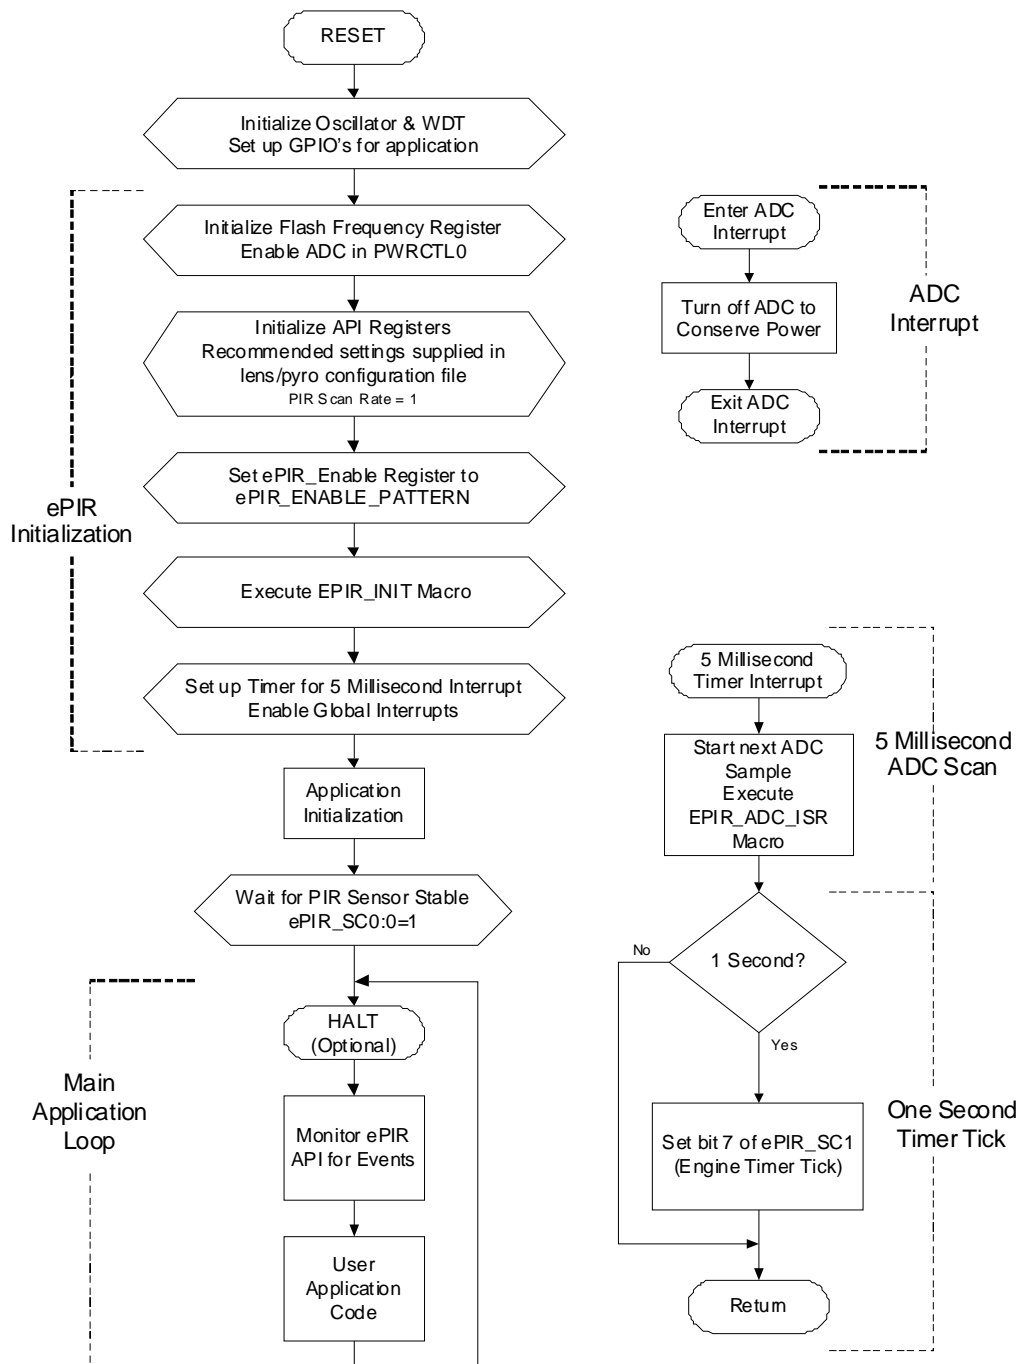 RESET
Initialize Oscillator & WDT
Set up GPIO's for application
Initialize Flash Frequency Register
Enable ADC in PWRCTL0
Initialize API Registers
Recommended settings supplied in
lens/pyro configuration file
PIR Scan Rate = 1
Set ePIR_Enable Register to
ePIR_ENABLE_PATTERN
ePIR
Initialization
Execute EPIR_INIT Macro
Set up Timer for 5 Millisecond Interrupt
Enable Global Interrupts
Application
Initialization
Wait for PIR Sensor Stable
ePIR_SC0:0=1
HALT
(Optional)
Main
Application
Loop
Monitor ePIR
API for Events
User
Application
Code
Enter ADC
Interrupt
Turn off ADC to
Conserve Power
Exit ADC
Interrupt
ADC
Interrupt
5 Millisecond
Timer Interrupt
Start next ADC
Sample
Execute
EPIR_ADC_ISR
Macro
5 Millisecond
ADC Scan
No
1 Second?
Yes
Set bit 7 of ePIR_SC1
(Engine Timer Tick)
One Second
Timer Tick
Return